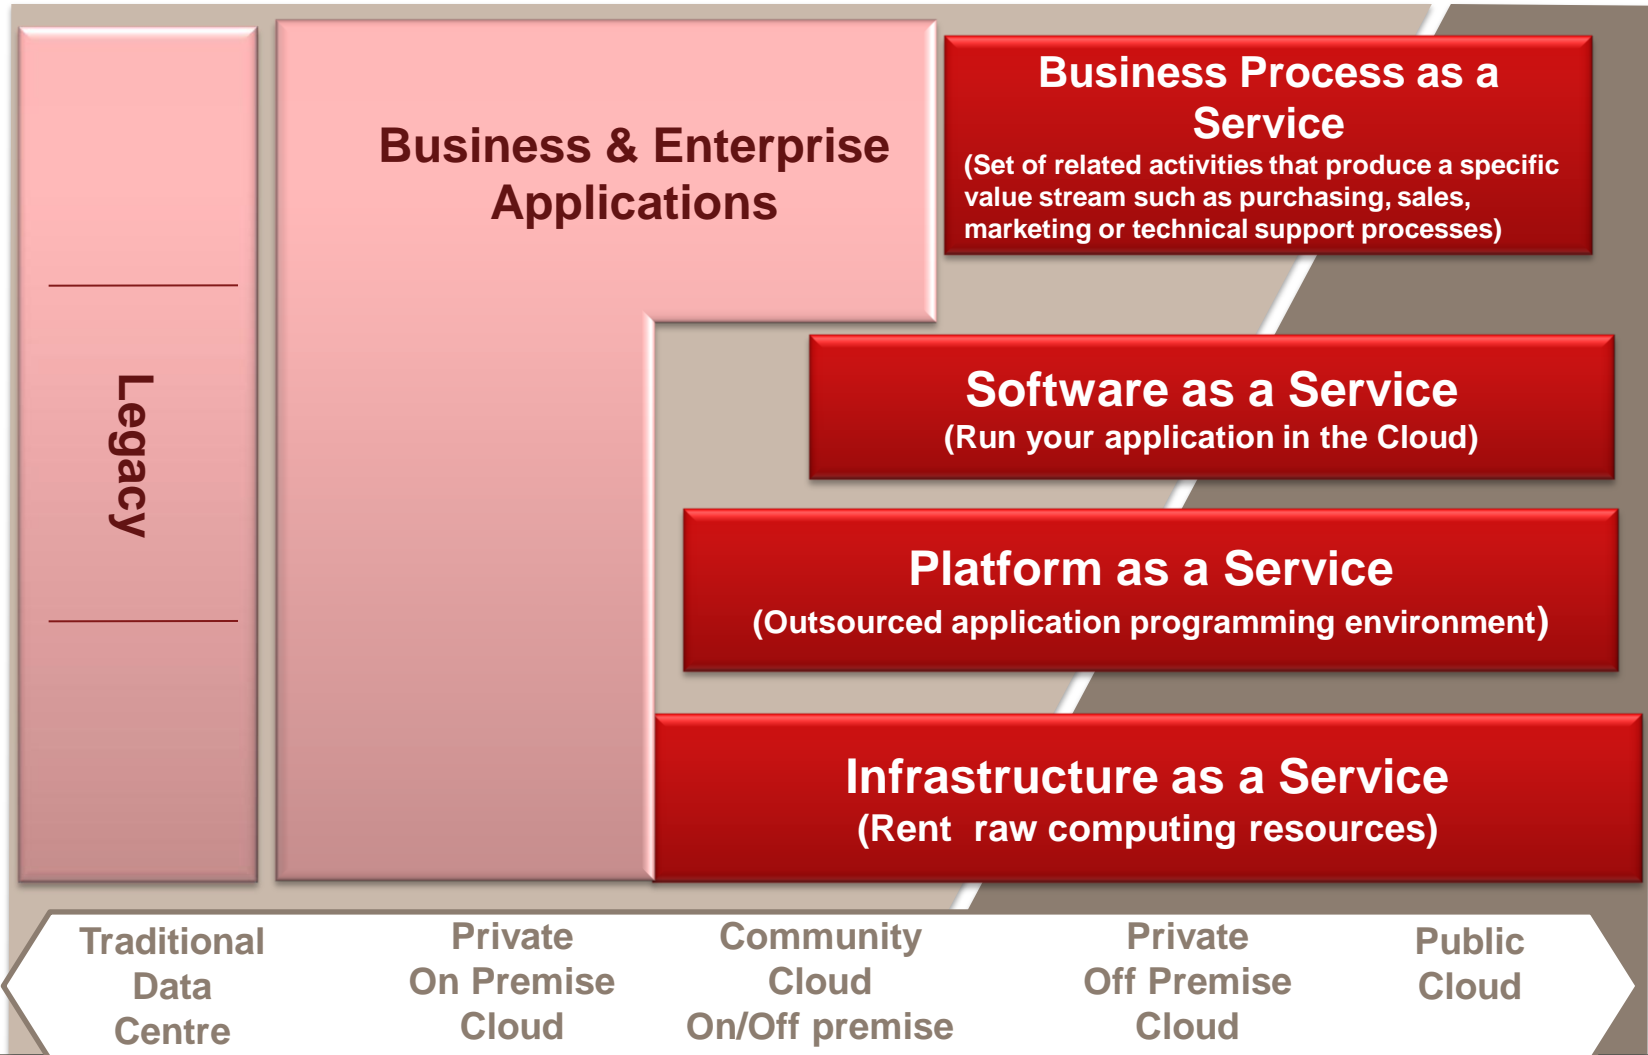 Legacy
Business & Enterprise
Applications
Business Process as a
Service
(Set of related activities that produce a specific
value stream such as purchasing, sales,
marketing or technical support processes)
Software as a Service
(Run your application in the Cloud)
Platform as a Service
(Outsourced application programming environment)
Infrastructure as a Service
(Rent raw computing resources)
Traditional
Data
Centre
Private
On Premise
Cloud
Community
Cloud
On/Off premise
Private
Off Premise
Cloud
Public
Cloud